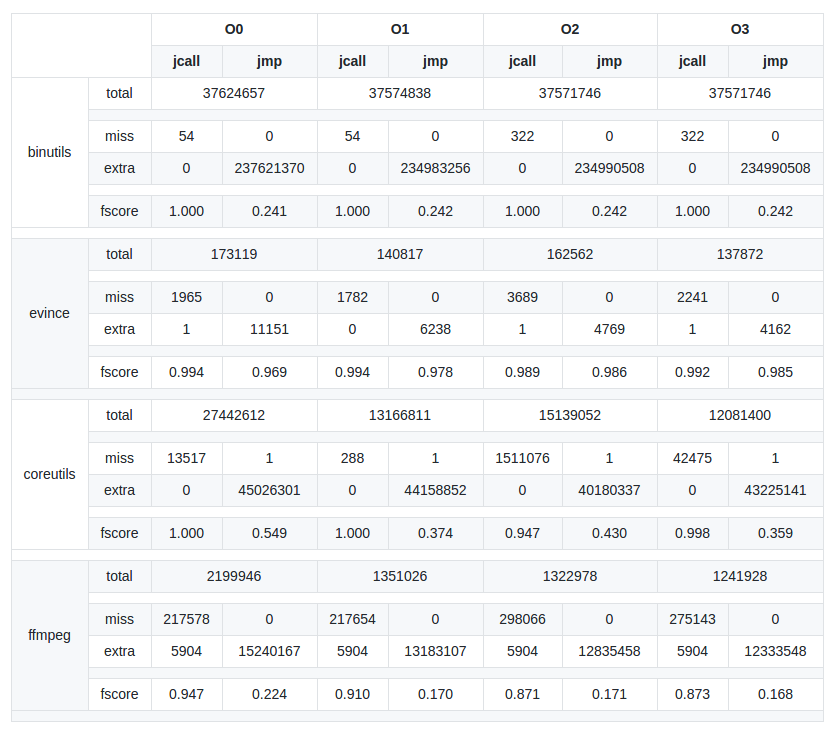 O0 O1 O2 O3
jcall jmp jcall jmp jcall jmp jcall jmp
binutils
total 37624657 37574838 37571746 37571746
miss 54 0 54 0 322 0 322 0
extra 0 237621370 0 234983256 0 234990508 0 234990508
fscore 1.000 0.241 1.000 0.242 1.000 0.242 1.000 0.242
evince
total 173119 140817 162562 137872
miss 1965 0 1782 0 3689 0 2241 0
extra 1 11151 0 6238 1 4769 1 4162
fscore 0.994 0.969 0.994 0.978 0.989 0.986 0.992 0.985
coreutils
total 27442612 13166811 15139052 12081400
miss 13517 1 288 1 1511076 1 42475 1
extra 0 45026301 0 44158852 0 40180337 0 43225141
fscore 1.000 0.549 1.000 0.374 0.947 0.430 0.998 0.359
ffmpeg
total 2199946 1351026 1322978 1241928
miss 217578 0 217654 0 298066 0 275143 0
extra 5904 15240167 5904 13183107 5904 12835458 5904 12333548
fscore 0.947 0.224 0.910 0.170 0.871 0.171 0.873 0.168